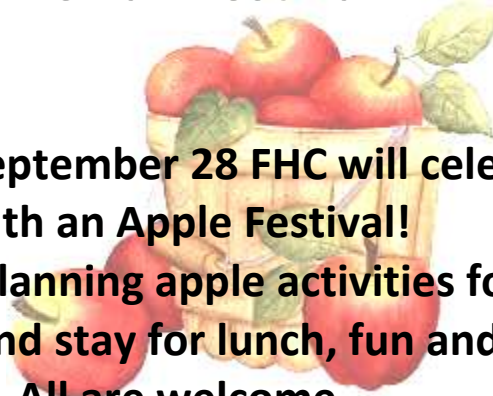 eptember 28 FHC will cele
th an Apple Festival!
lanning apple activities fo
nd stay for lunch, fun and
All are welcome